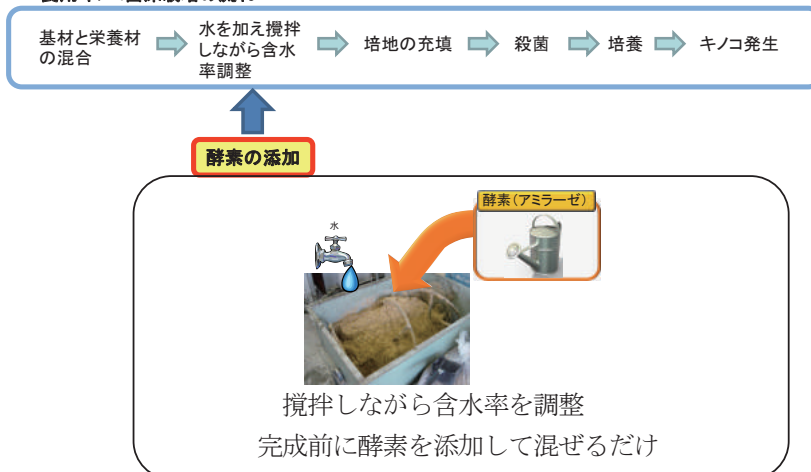 基材と栄養材
の混合
水を加え攪拌
しながら含水
率調整
培地の充填
殺菌
培養
キノコ発生
酵素の添加
酵素(アミラーゼ)
水
攪拌しながら含水率を調整
完成前に酵素を添加して混ぜるだけ